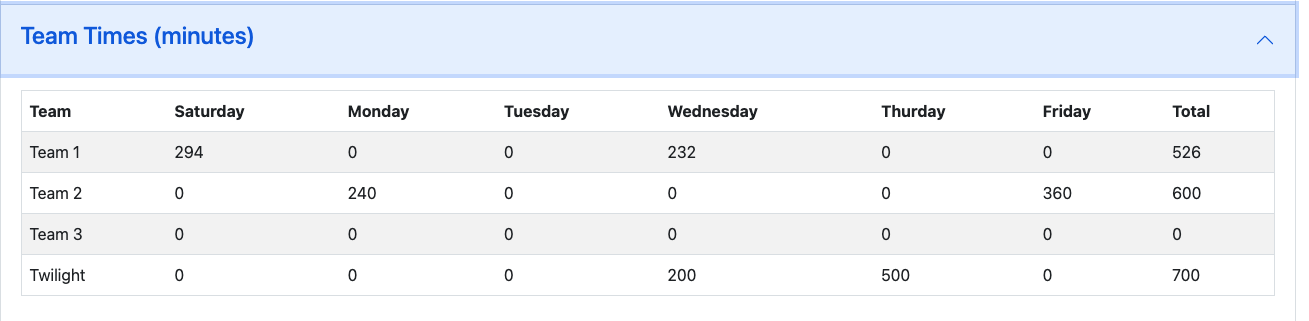 Team Times (minutes)
Team Saturday Monday Tuesday Wednesday Thurday Friday Total
Team 1 294 0 0 232 0 0 526
Team 2 0 240 0 0 0 360 600
Team 3 0 0 0 0 0 0 0
Twilight 0 0 0 200 500 0 700